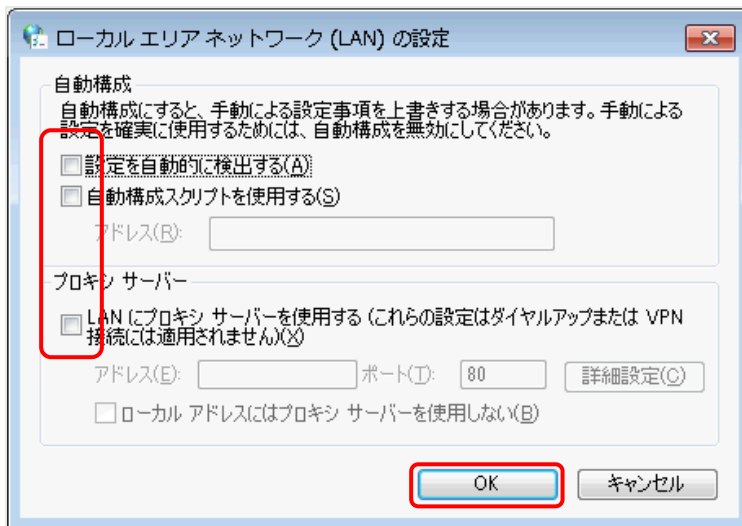 ローカル エリア ネットワーク (LAN) の設定
自動構成
自動構成にすると、手動による設定事項を上書きする場合があります。手動による
設定を確実に使用するためには、自動構成を無効にしてください。
設定を自動的に検出する(A)
自動構成スクリプトを使用する(S)
アドレス(R):
プロキシ サーバー
LAN にプロキシ サーバーを使用する (これらの設定はダイヤルアップまたは VPN
接続には適用されません)(X)
アドレス(E): ポート(T): 80 詳細設定(C)
ローカル アドレスにはプロキシ サーバーを使用しない(B)
OK キャンセル